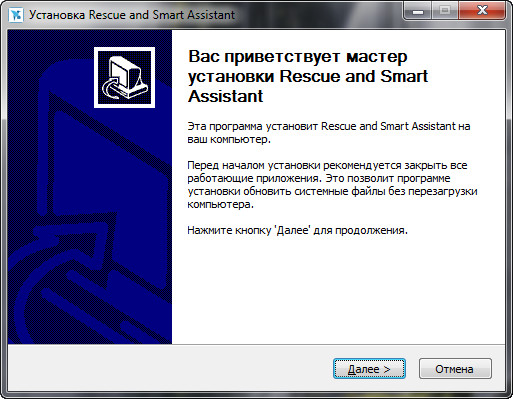 Установка Rescue and Smart Assistant
Вас приветствует мастер
установки Rescue and Smart
Assistant
Эта программа установит Rescue and Smart Assistant на
ваш компьютер.
Перед началом установки рекомендуется закрыть все
работающие приложения. Это позволит программе
установки обновить системные файлы без перезагрузки
компьютера.
Нажмите кнопку 'Далее' для продолжения.
Далее >
Отмена